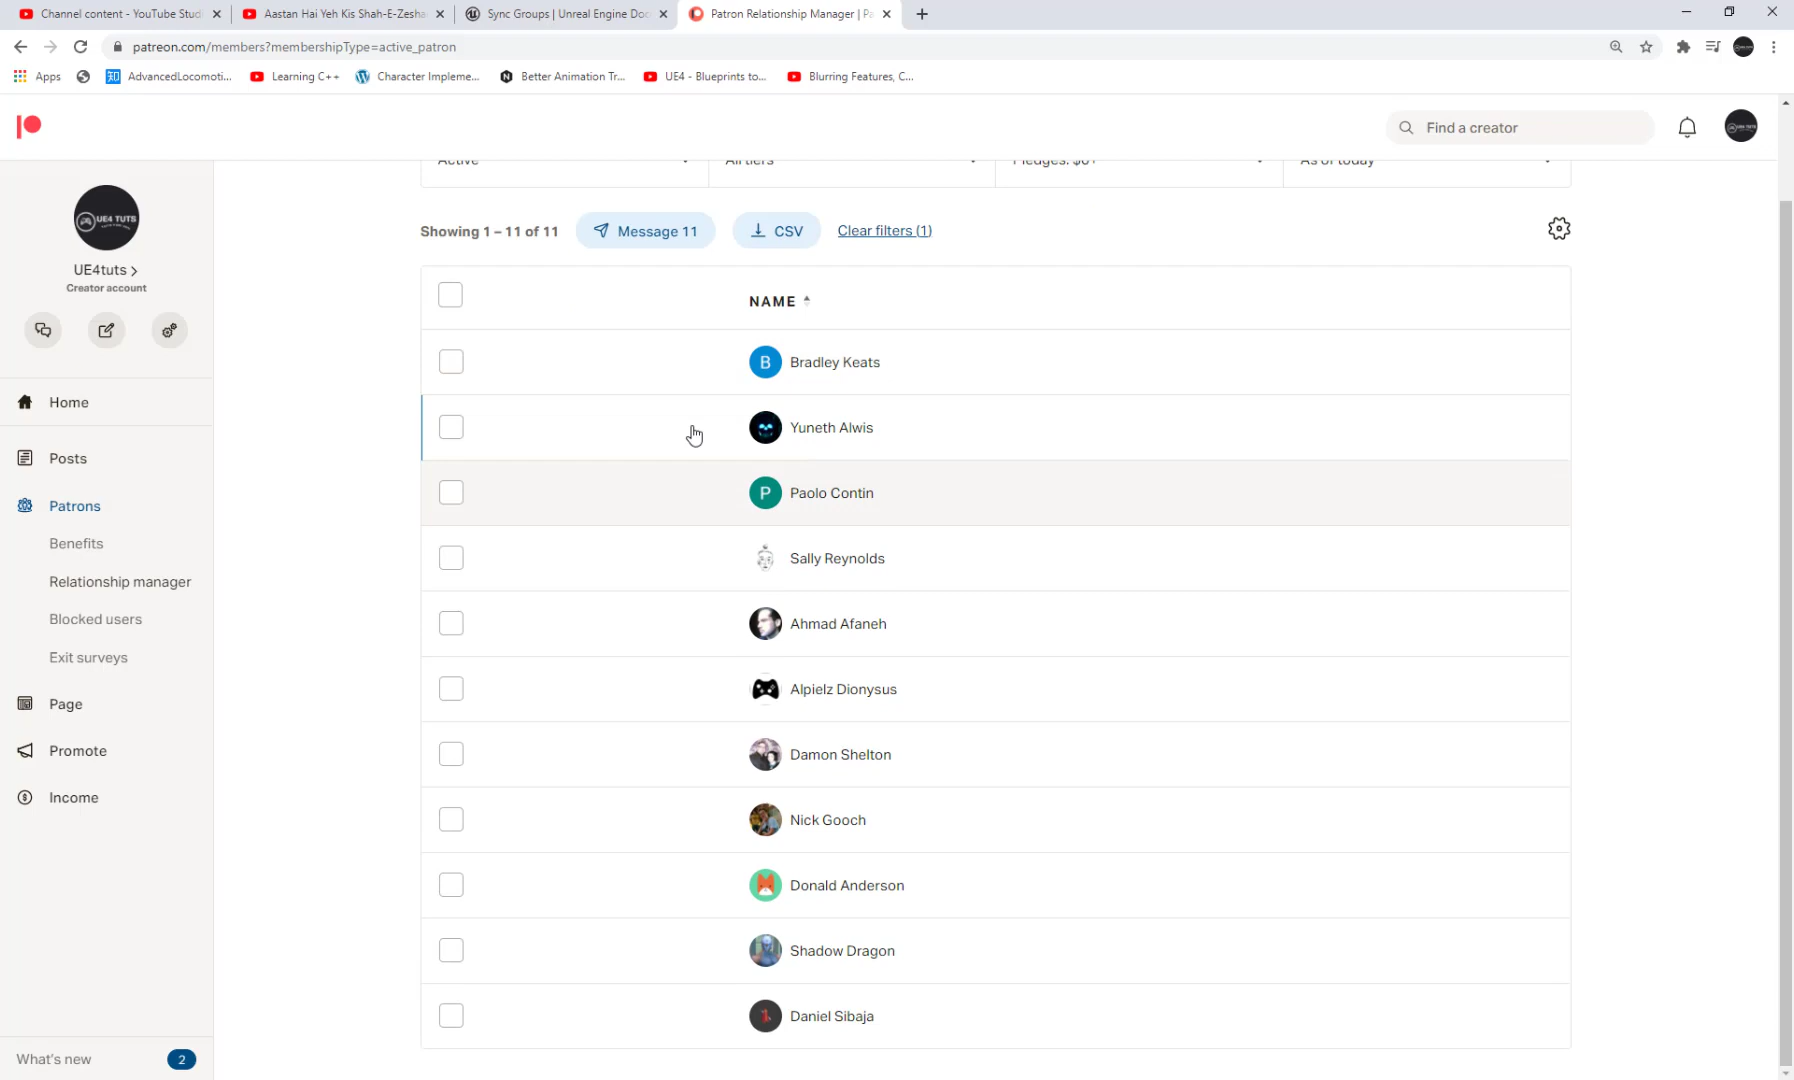 Channel content - YouTube Stud
Aastan Hai Yeh Kis Shah-E-Zesha
Sync Groups | Unreal Engine Doc
Patron Relationship Manager | Pa
patreon.com/members?membershipType=active_patron
Apps
AdvancedLocomoti...
Learning C++
Character Impleme...
Better Animation Tr...
UE4 - Blueprints to...
Blurring Features, C...
Find a creator
Active
All tiers
Pledges: $0+
As of today
UE4 TUTS
UE4tuts
Creator account
Showing 1 – 11 of 11
Message 11
CSV
Clear filters (1)
NAME
B Bradley Keats
Yuneth Alwis
P Paolo Contin
Sally Reynolds
Ahmad Afaneh
Alpielz Dionysus
Damon Shelton
Nick Gooch
Donald Anderson
Shadow Dragon
Daniel Sibaja
Home
Posts
Patrons
Benefits
Relationship manager
Blocked users
Exit surveys
Page
Promote
Income
What's new
2